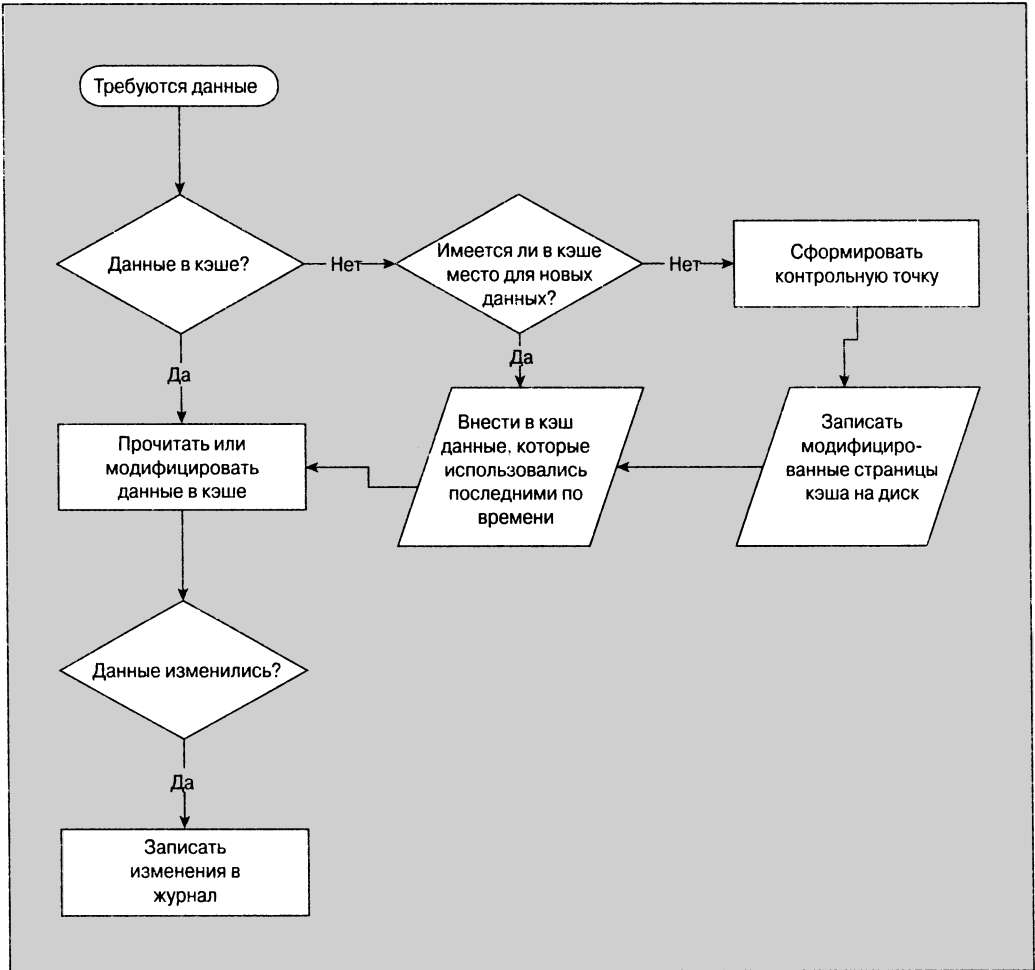 Требуются данные
Данные в кэше?
Нет
Имеется ли в кэше
место для новых
данных?
Нет
Сформировать
контрольную точку
Да
Да
Прочитать или
модифицировать
данные в кэше
Внести в кэш
данные, которые
использовались
последними по
времени
Записать
модифициро-
ванные страницы
кэша на диск
Данные изменились?
Да
Записать
изменения в
журнал